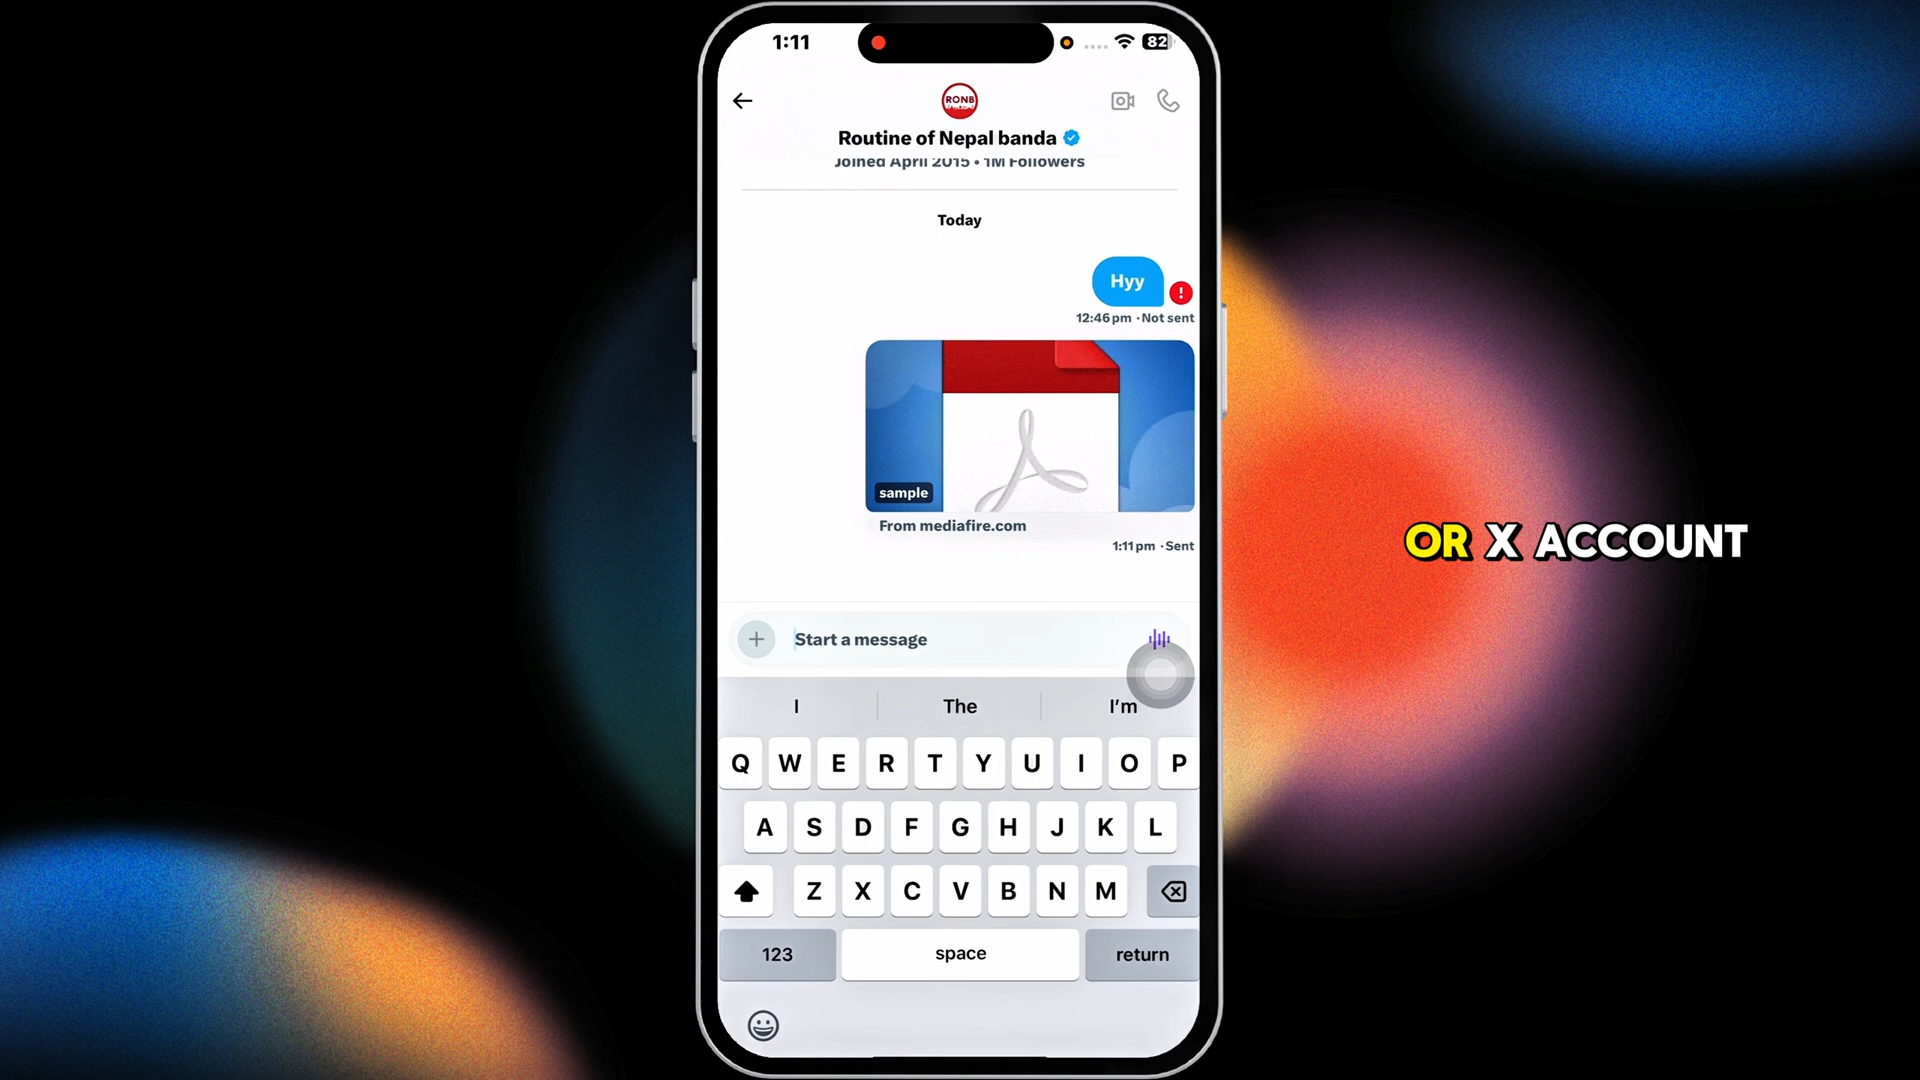 1:11
82
RONB
Routine of Nepal banda
Joined April 2015 • 1M Followers
Today
Hyy
12:46 pm · Not sent
sample
From mediafire.com
1:11 pm · Sent
OR X ACCOUNT
Start a message
I The I'm
Q W E R T Y U I O P
A S D F G H J K L
Z X C V B N M
123 space return